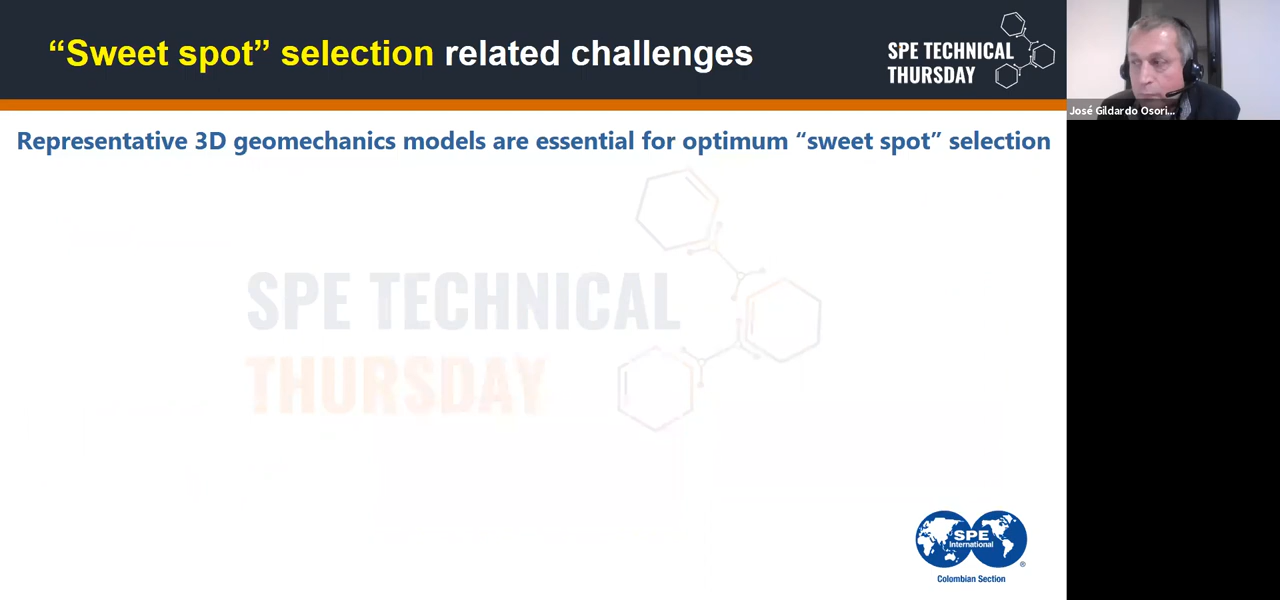 “Sweet spot” selection related challenges
SPE TECHNICAL
THURSDAY
José Gildardo Osori...
Representative 3D geomechanics models are essential for optimum “sweet spot” selection
SPE TECHNICAL
THURSDAY
SPE
International
®
Colombian Section